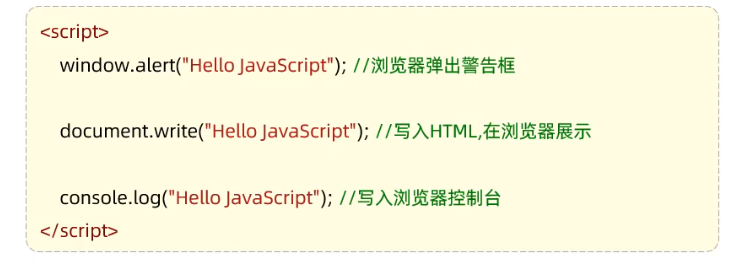 <script>
window.alert("Hello JavaScript"); //浏览器弹出警告框
document.write("Hello JavaScript"); //写入HTML,在浏览器展示
console.log("Hello JavaScript"); //写入浏览器控制台
</script>